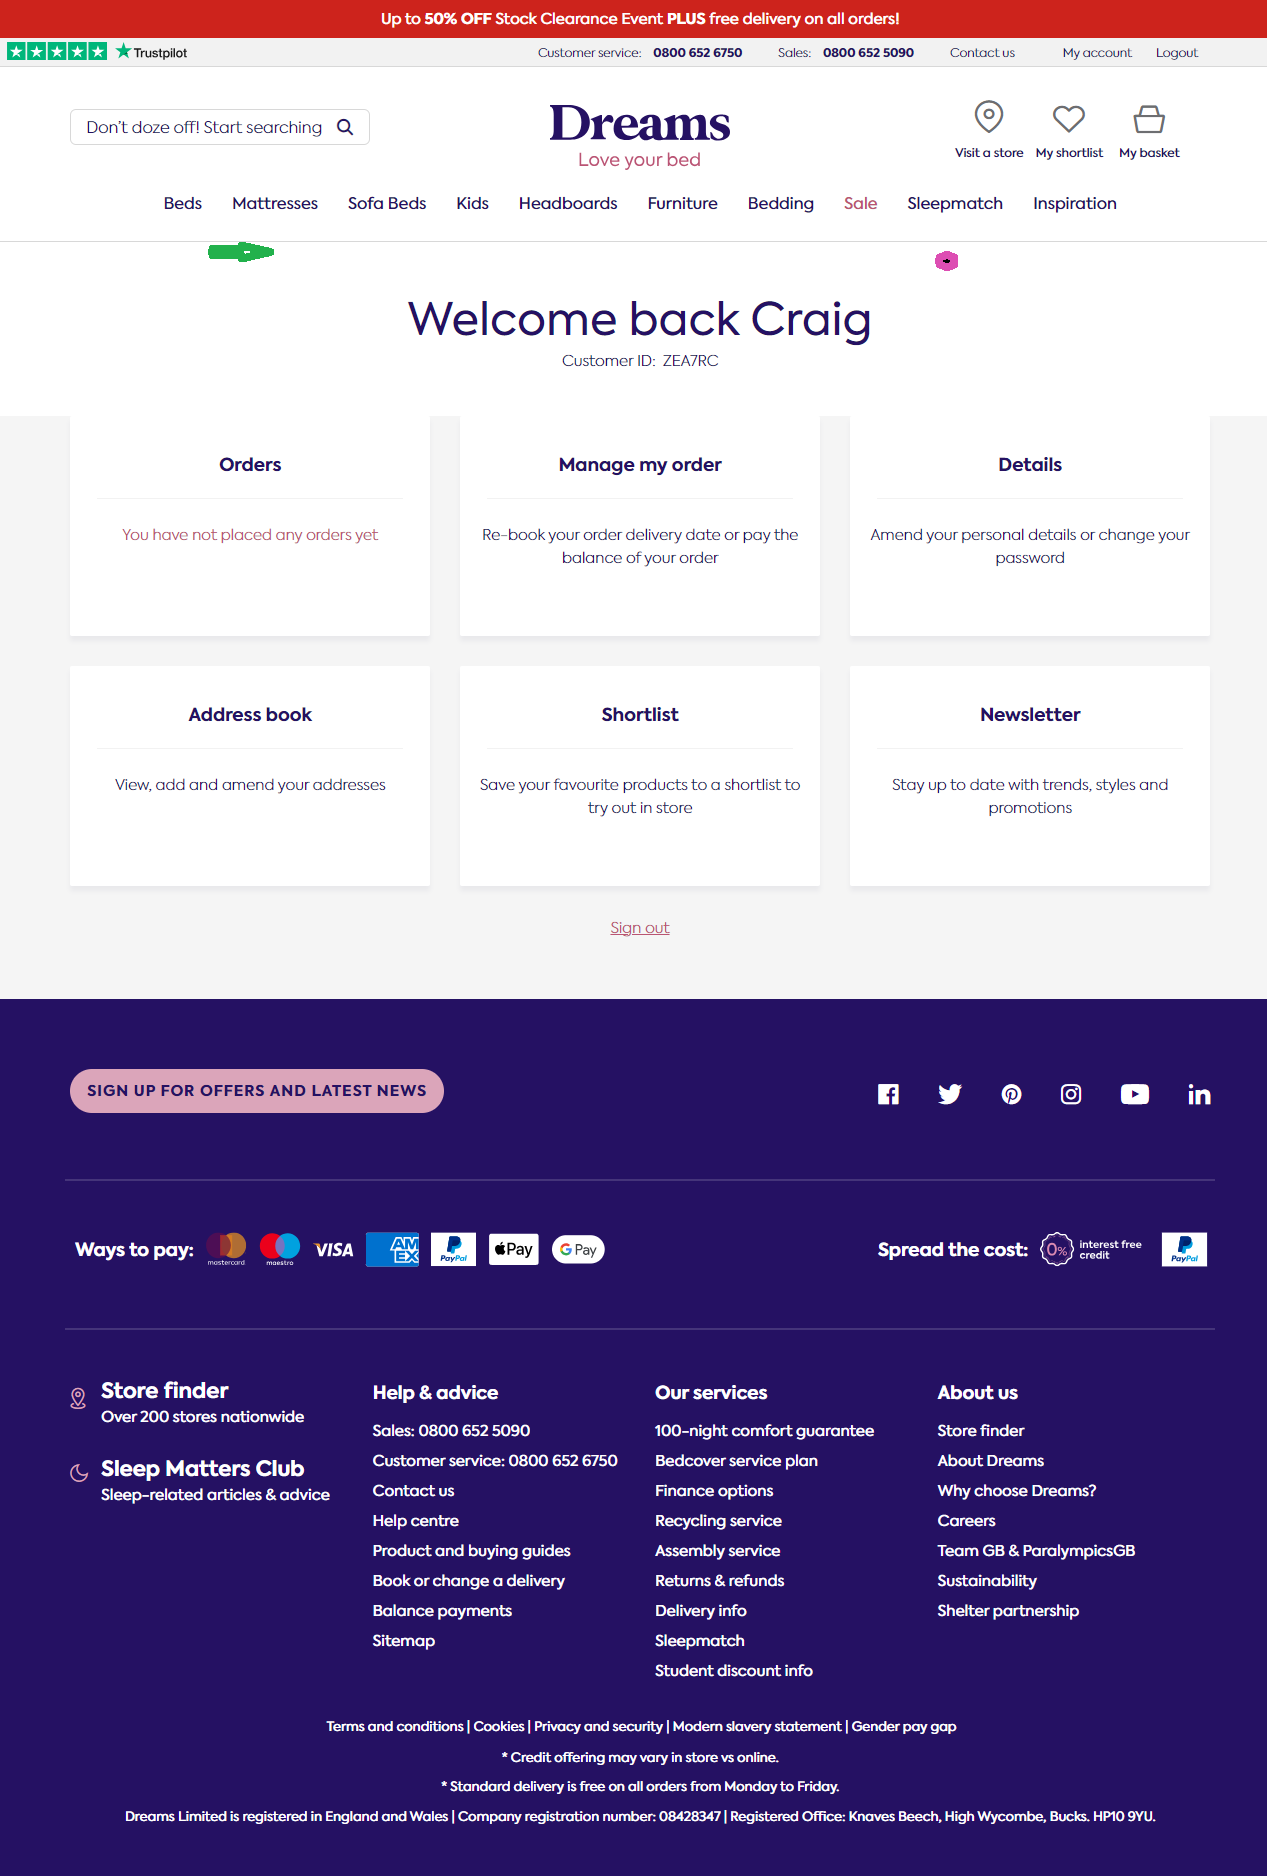 Up to 50% OFF Stock Clearance Event PLUS free delivery on all orders!
Trustpilot
Customer service: 0800 652 6750 Sales: 0800 652 5090 Contact us My account Logout
Don't doze off! Start searching
Dreams
Love your bed
Visit a store My shortlist My basket
Beds Mattresses Sofa Beds Kids Headboards Furniture Bedding Sale Sleepmatch Inspiration
Welcome back Craig
Customer ID: ZEA7RC
Orders
You have not placed any orders yet
Manage my order
Re-book your order delivery date or pay the
balance of your order
Details
Amend your personal details or change your
password
Address book
View, add and amend your addresses
Shortlist
Save your favourite products to a shortlist to
try out in store
Newsletter
Stay up to date with trends, styles and
promotions
Sign out
SIGN UP FOR OFFERS AND LATEST NEWS
Ways to pay: mastercard maestro VISA AM EX PayPal Pay G Pay
Spread the cost: 0% interest free
credit
PayPal
Store finder
Over 200 stores nationwide
Sleep Matters Club
Sleep-related articles & advice
Help & advice
Sales: 0800 652 5090
Customer service: 0800 652 6750
Contact us
Help centre
Product and buying guides
Book or change a delivery
Balance payments
Sitemap
Our services
100-night comfort guarantee
Bedcover service plan
Finance options
Recycling service
Assembly service
Returns & refunds
Delivery info
Sleepmatch
Student discount info
About us
Store finder
About Dreams
Why choose Dreams?
Careers
Team GB & ParalympicsGB
Sustainability
Shelter partnership
Terms and conditions | Cookies | Privacy and security | Modern slavery statement | Gender pay gap
* Credit offering may vary in store vs online.
* Standard delivery is free on all orders from Monday to Friday.
Dreams Limited is registered in England and Wales | Company registration number: 08428347 | Registered Office: Knaves Beech, High Wycombe, Bucks. HP10 9YU.